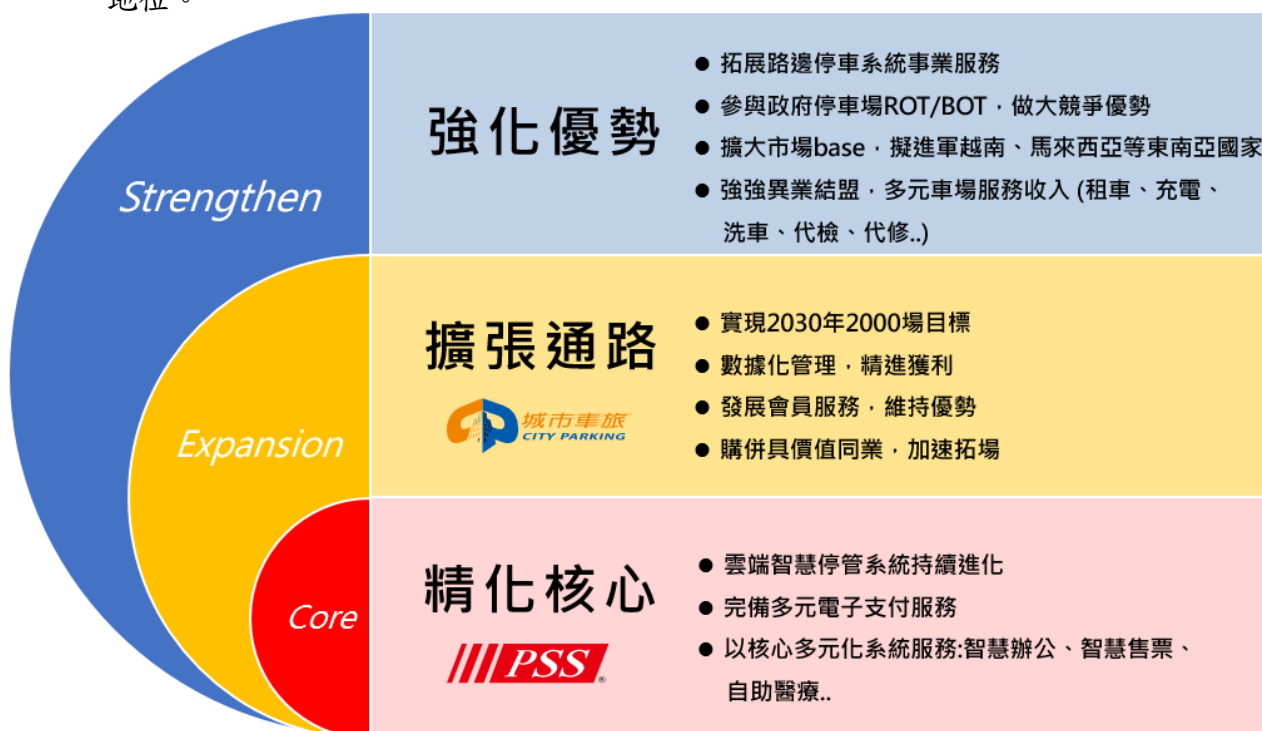 地位。
Strengthen
強化優勢
● 拓展路邊停車系統事業服務
● 參與政府停車場ROT/BOT，做大競爭優勢
● 擴大市場base，擬進軍越南、馬來西亞等東南亞國家
● 強強異業結盟，多元車場服務收入 (租車、充電、
洗車、代檢、代修..)
Expansion
擴張通路
城市車旅
CITY PARKING
● 實現2030年2000場目標
● 數據化管理，精進獲利
● 發展會員服務，維持優勢
● 購併具價值同業，加速拓場
Core
精化核心
PSS®
● 雲端智慧停管系統持續進化
● 完備多元電子支付服務
● 以核心多元化系統服務:智慧辦公、智慧售票、
自助醫療..